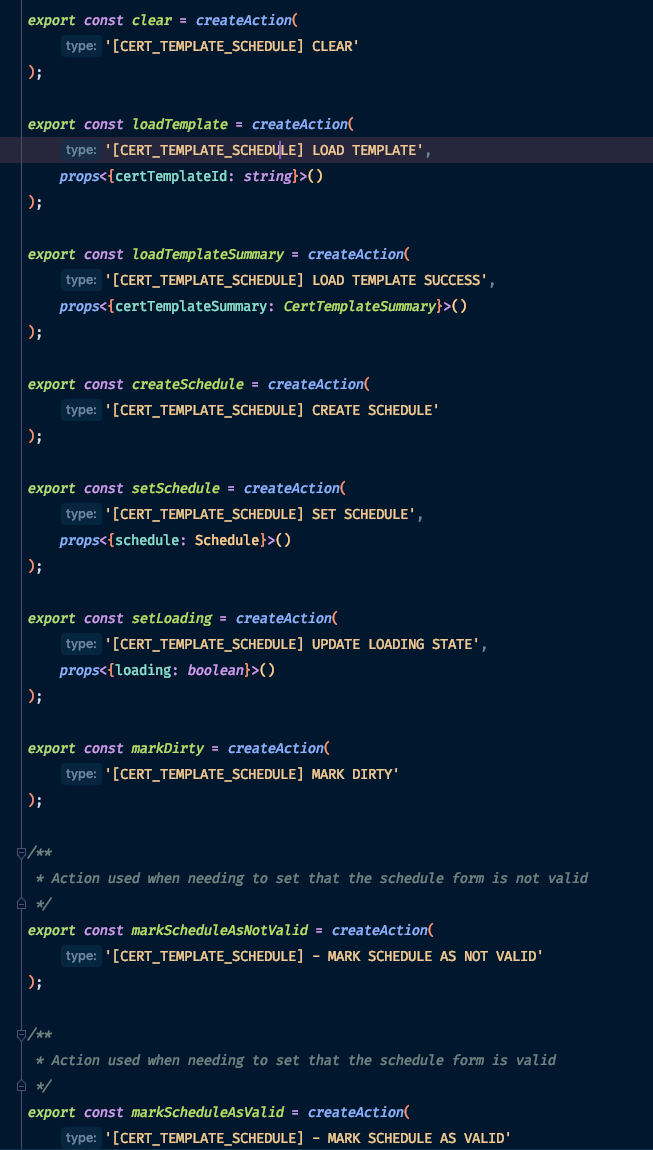 export const clear = createAction(
type: '[CERT_TEMPLATE_SCHEDULE] CLEAR'
);
export const loadTemplate = createAction(
type: '[CERT_TEMPLATE_SCHEDULE] LOAD TEMPLATE',
props<{certTemplateId: string}>()
);
export const loadTemplateSummary = createAction(
type: '[CERT_TEMPLATE_SCHEDULE] LOAD TEMPLATE SUCCESS',
props<{certTemplateSummary: CertTemplateSummary}>()
);
export const createSchedule = createAction(
type: '[CERT_TEMPLATE_SCHEDULE] CREATE SCHEDULE'
);
export const setSchedule = createAction(
type: '[CERT_TEMPLATE_SCHEDULE] SET SCHEDULE',
props<{schedule: Schedule}>()
);
export const setLoading = createAction(
type: '[CERT_TEMPLATE_SCHEDULE] UPDATE LOADING STATE',
props<{loading: boolean}>()
);
export const markDirty = createAction(
type: '[CERT_TEMPLATE_SCHEDULE] MARK DIRTY'
);
/**
* Action used when needing to set that the schedule form is not valid
*/
export const markScheduleAsNotValid = createAction(
type: '[CERT_TEMPLATE_SCHEDULE] - MARK SCHEDULE AS NOT VALID'
);
/**
* Action used when needing to set that the schedule form is valid
*/
export const markScheduleAsValid = createAction(
type: '[CERT_TEMPLATE_SCHEDULE] - MARK SCHEDULE AS VALID'